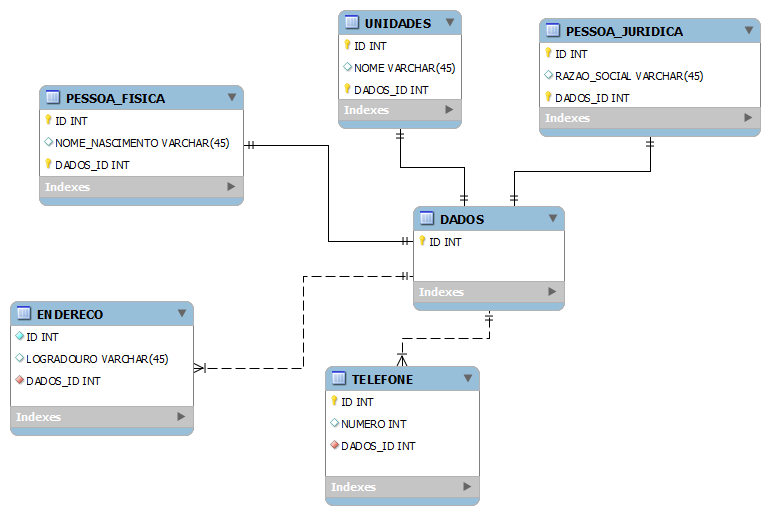 UNIDADES
ID INT
NOME VARCHAR(45)
DADOS_ID INT
Indexes
PESSOA_JURIDICA
ID INT
RAZAO_SOCIAL VARCHAR(45)
DADOS_ID INT
Indexes
PESSOA_FISICA
ID INT
NOME_NASCIMENTO VARCHAR(45)
DADOS_ID INT
Indexes
DADOS
ID INT
Indexes
ENDERECO
ID INT
LOGRADOURO VARCHAR(45)
DADOS_ID INT
Indexes
TELEFONE
ID INT
NUMERO INT
DADOS_ID INT
Indexes